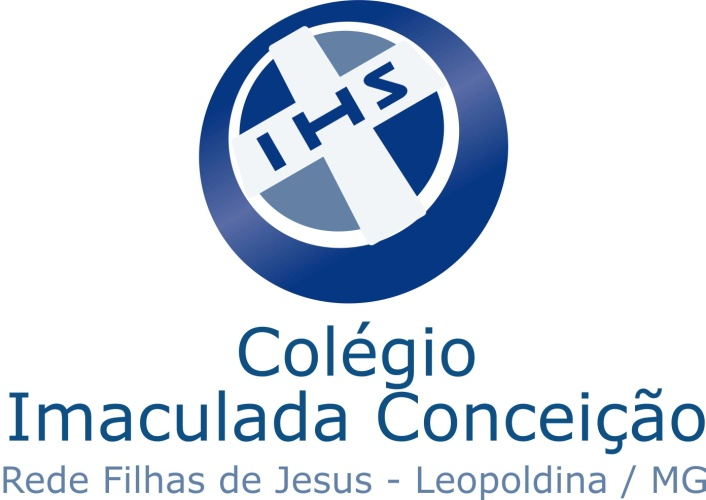 IHS
Colégio
Imaculada Conceição
Rede Filhas de Jesus - Leopoldina / MG